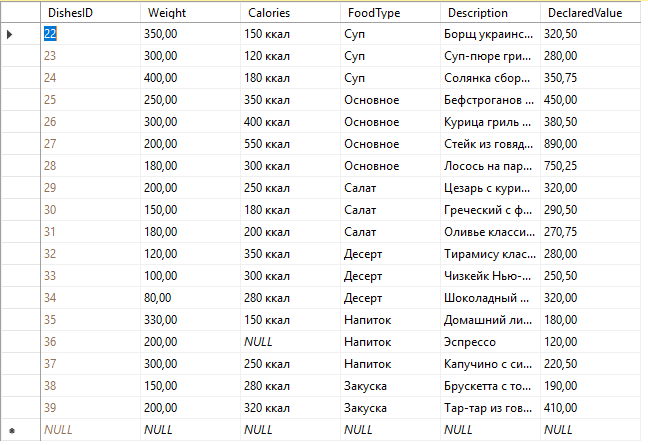 DishesID Weight Calories FoodType Description DeclaredValue
22 350,00 150 ккал Суп Борщ украинс... 320,50
23 300,00 120 ккал Суп Суп-пюре гри... 280,00
24 400,00 180 ккал Суп Солянка сбор... 350,75
25 250,00 350 ккал Основное Бефстроганов ... 450,00
26 300,00 400 ккал Основное Курица гриль ... 380,50
27 200,00 550 ккал Основное Стейк из говяд... 890,00
28 180,00 300 ккал Основное Лосось на пар... 750,25
29 200,00 250 ккал Салат Цезарь с кури... 320,00
30 150,00 180 ккал Салат Греческий с ф... 290,50
31 180,00 200 ккал Салат Оливье класси... 270,75
32 120,00 350 ккал Десерт Тирамису клас... 280,00
33 100,00 300 ккал Десерт Чизкейк Нью-... 250,50
34 80,00 280 ккал Десерт Шоколадный ... 320,00
35 330,00 150 ккал Напиток Домашний ли... 180,00
36 200,00 NULL Напиток Эспрессо 120,00
37 300,00 250 ккал Напиток Капучино с си... 220,50
38 150,00 280 ккал Закуска Брускетта с то... 190,00
39 200,00 320 ккал Закуска Тар-тар из гов... 410,00
NULL NULL NULL NULL NULL NULL